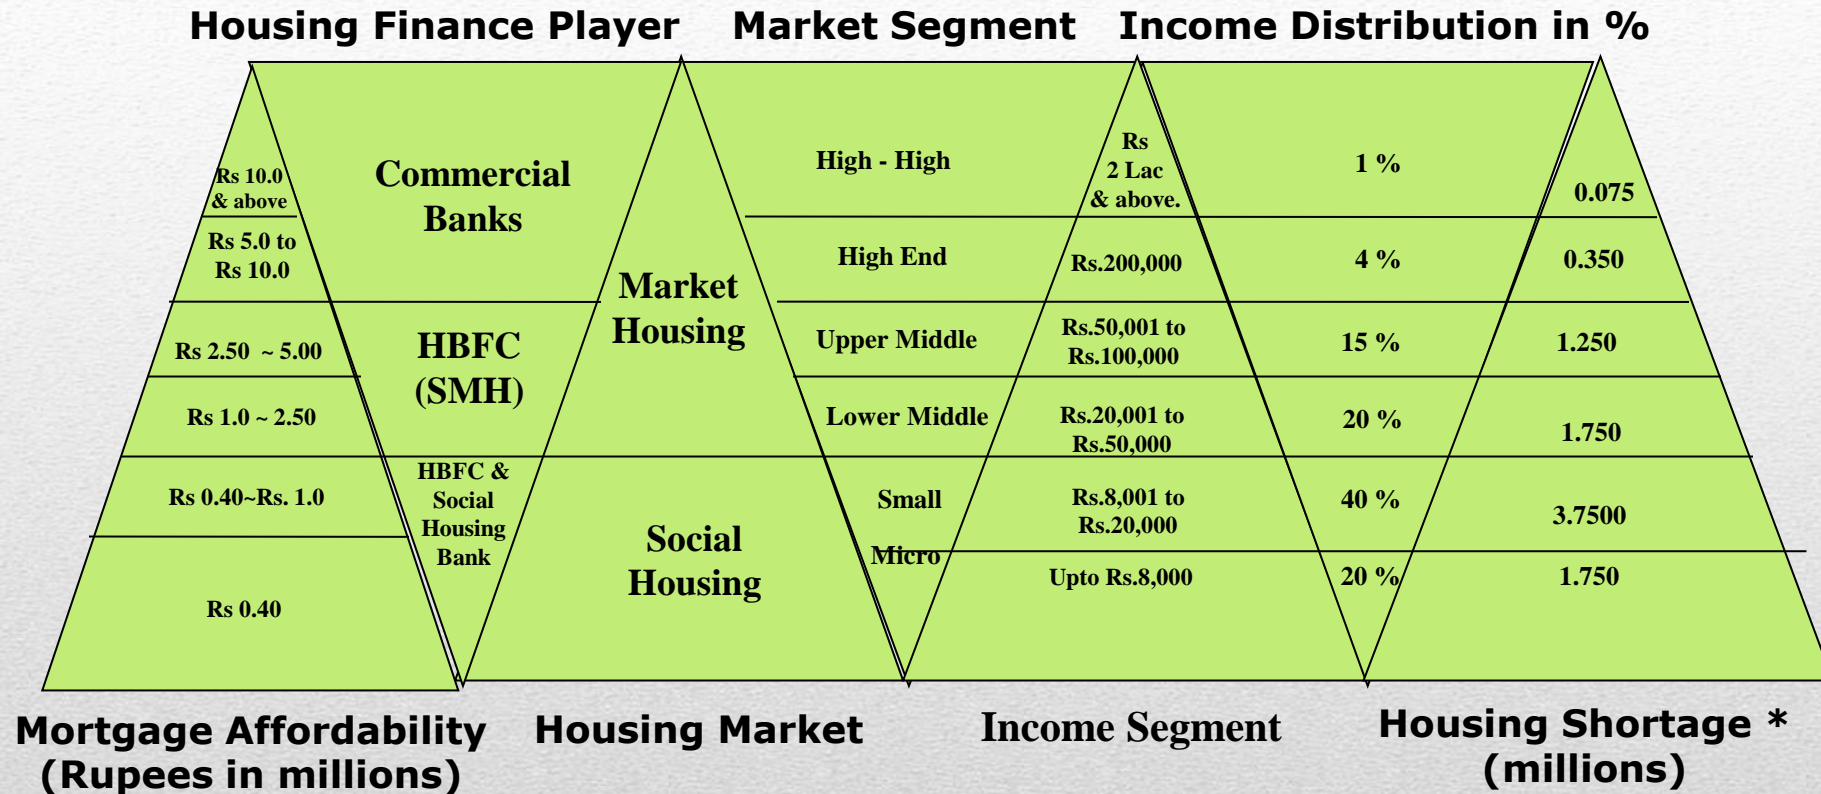 Housing Finance Player
Market Segment
Income Distribution in %
Rs 10.0
& above
Rs 5.0 to
Rs 10.0
Rs 2.50 ~ 5.00
Rs 1.0 ~ 2.50
Rs 0.40~Rs. 1.0
Rs 0.40
Commercial
Banks
HBFC
(SMH)
HBFC &
Social
Housing
Bank
Market
Housing
Social
Housing
High - High
High End
Upper Middle
Lower Middle
Small
Micro
Rs
2 Lac
& above.
Rs.200,000
Rs.50,001 to
Rs.100,000
Rs.20,001 to
Rs.50,000
Rs.8,001 to
Rs.20,000
Upto Rs.8,000
1 %
4 %
15 %
20 %
40 %
20 %
0.075
0.350
1.250
1.750
3.7500
1.750
Mortgage Affordability
(Rupees in millions)
Housing Market
Income Segment
Housing Shortage *
(millions)